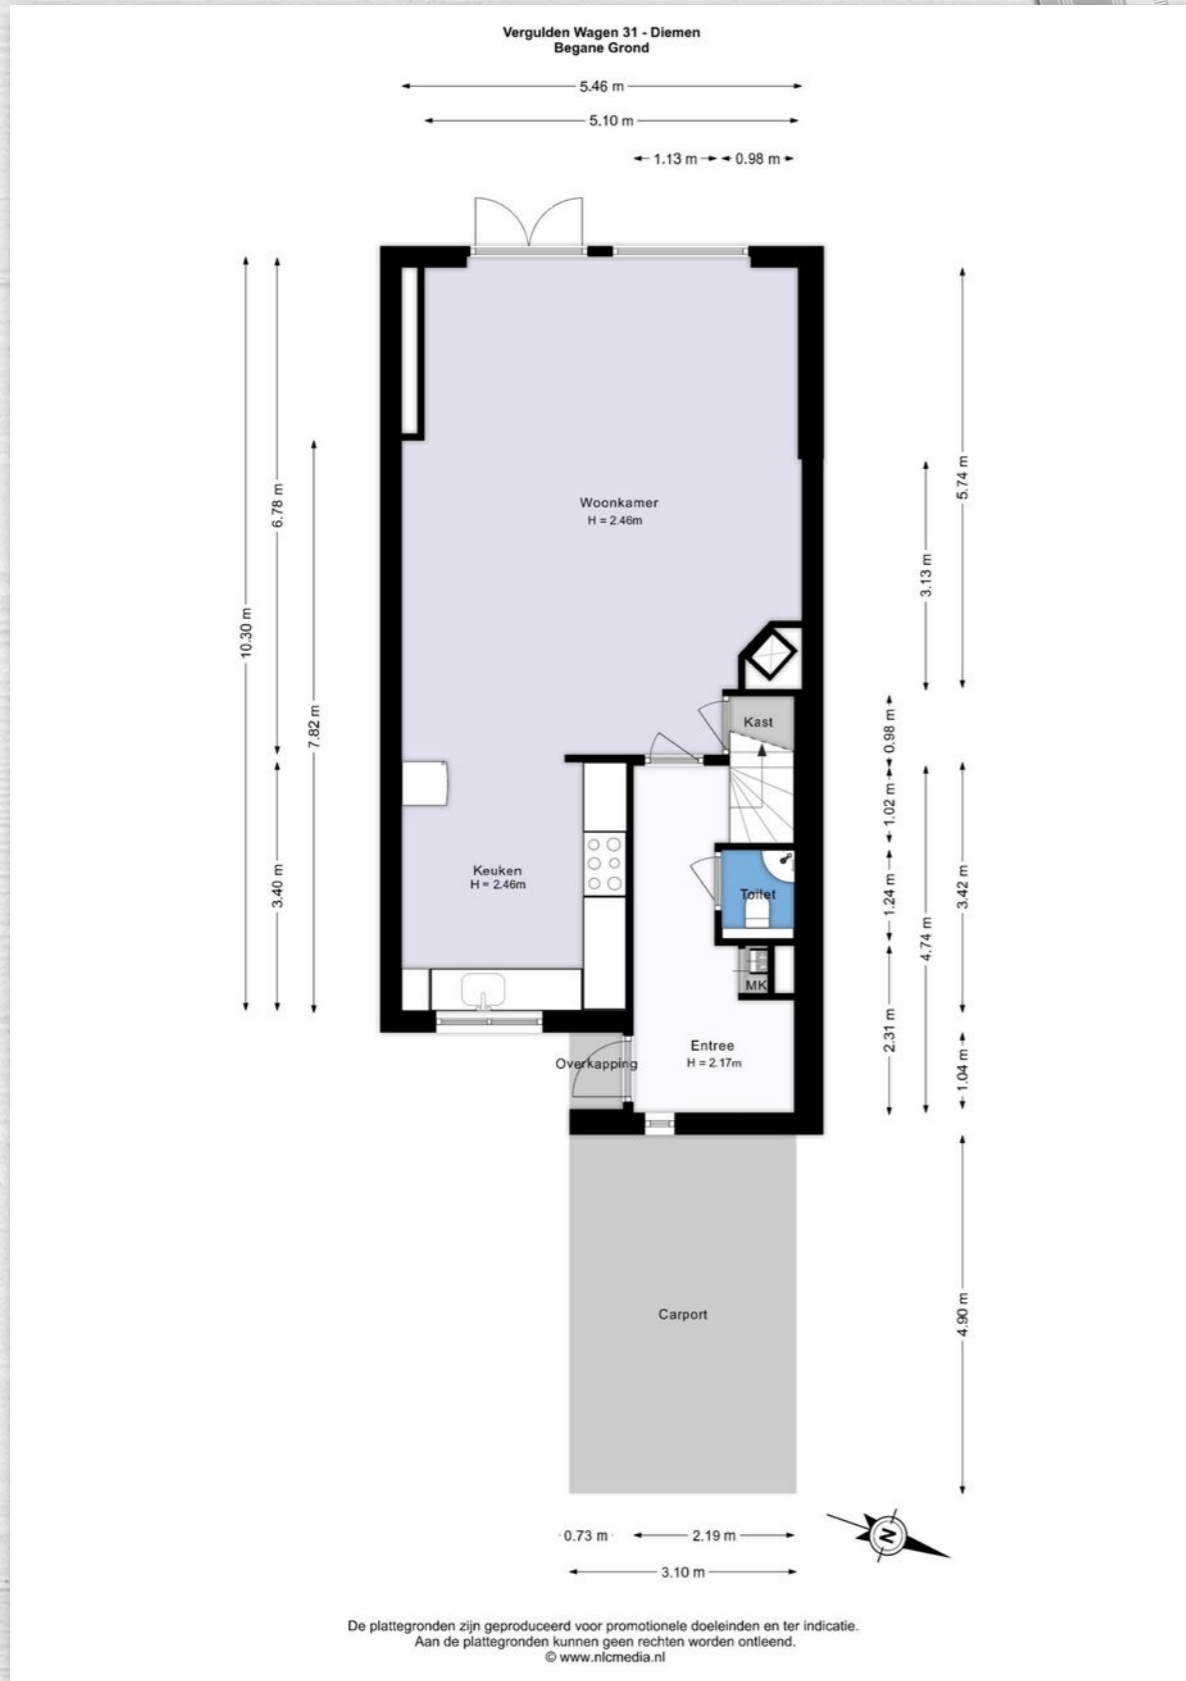 Vergulden Wagen 31 - Diemen
Begane Grond
5.46 m
5.10 m
1.13 m
0.98 m
10.30 m
6.78 m
3.40 m
7.82 m
Woonkamer
H = 2.46m
Kast
Keuken
H = 2.46m
Toilet
MK
Entree
H = 2.17m
Overkapping
Carport
0.98 m
1.02 m
1.24 m
2.31 m
3.13 m
4.74 m
5.74 m
3.42 m
1.04 m
4.90 m
0.73 m
2.19 m
3.10 m
N
De plattegronden zijn geproduceerd voor promotionele doeleinden en ter indicatie.
Aan de plattegronden kunnen geen rechten worden ontleend.
© www.nlcmedia.nl